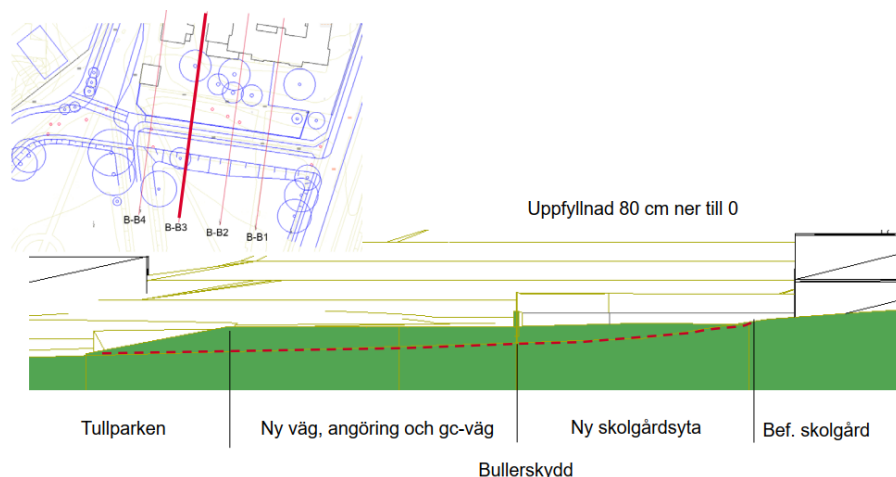 B-B4
B-B3
B-B2
B-B1
Uppfyllnad 80 cm ner till 0
Tullparken
Ny väg, angöring och gc-väg
Ny skolgårdsyta
Bef. skolgård
Bullerskydd